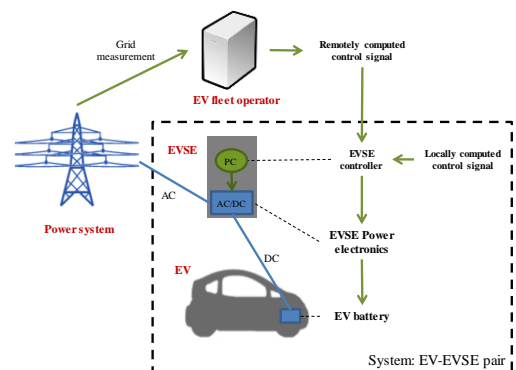 Grid
measurement
Remotely computed
control signal
EV fleet operator
EVSE
PC
EVSE
controller
Locally computed
control signal
AC
AC/DC
Power system
EVSE Power
electronics
DC
EV
EV battery
System: EV-EVSE pair